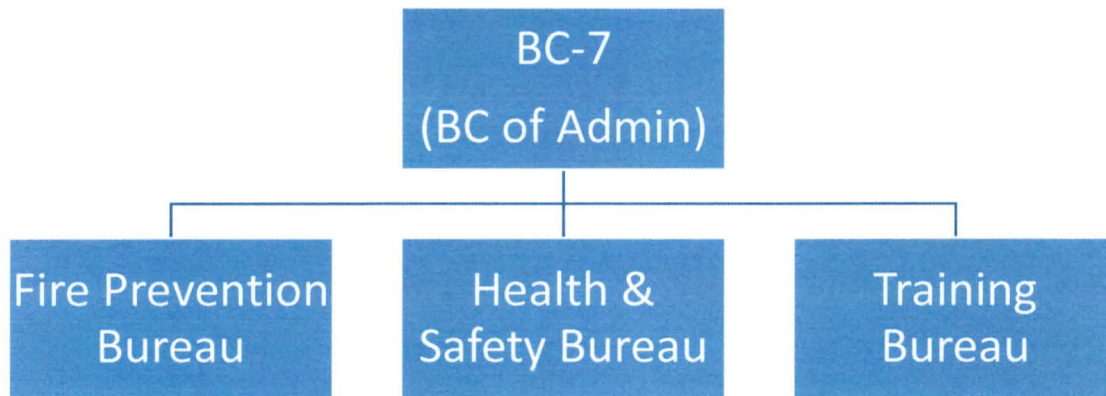 BC-7
(BC of Admin)
Fire Prevention
Bureau
Health &
Safety Bureau
Training
Bureau